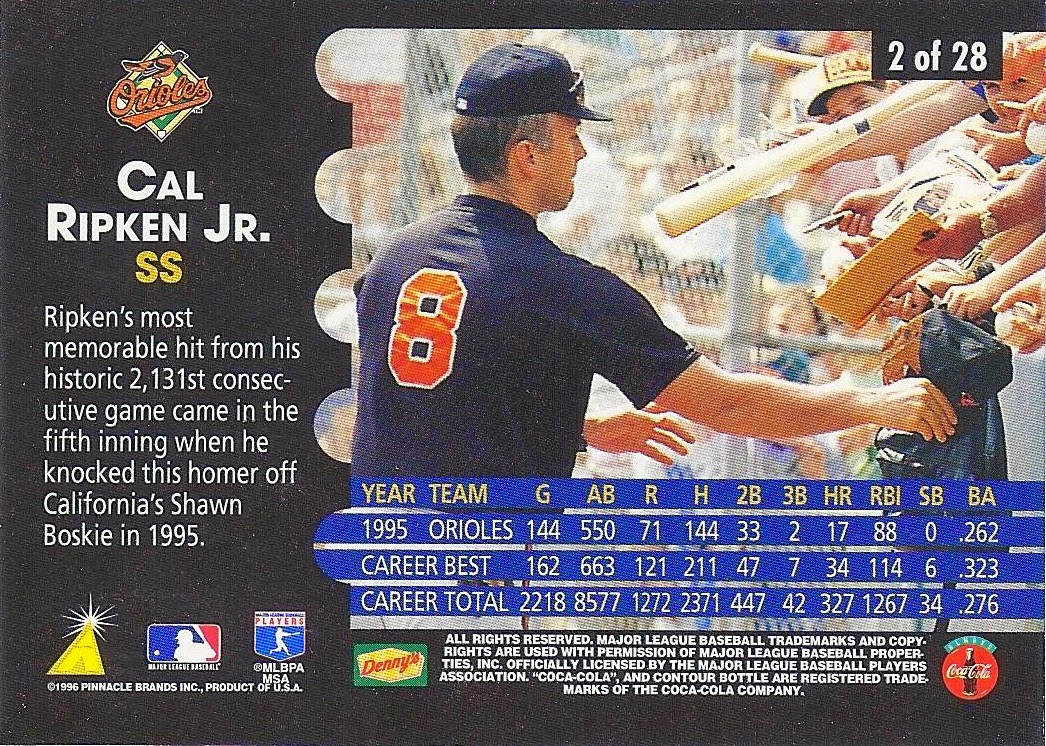 2 of 28
Orioles
CAL
RIPKEN JR.
SS
Ripken's most
memorable hit from his
historic 2,131st consec-
utive game came in the
fifth inning when he
knocked this homer off
California's Shawn
Boskie in 1995.
8
YEAR TEAM G AB R H 2B 3B HR RBI SB BA
1995 ORIOLES 144 550 71 144 33 2 17 88 0 .262
CAREER BEST 162 663 121 211 47 7 34 114 6 .323
CAREER TOTAL 2218 8577 1272 2371 447 42 327 1267 34 .276
MAJOR LEAGUE BASEBALL
MAJOR LEAGUE BASEBALL
PLAYERS
®MLBPA
MSA
©1996 PINNACLE BRANDS INC., PRODUCT OF U.S.A.
Denny's
ALL RIGHTS RESERVED. MAJOR LEAGUE BASEBALL TRADEMARKS AND COPY-
RIGHTS ARE USED WITH PERMISSION OF MAJOR LEAGUE BASEBALL PROPER-
TIES, INC. OFFICIALLY LICENSED BY THE MAJOR LEAGUE BASEBALL PLAYERS
ASSOCIATION. "COCA-COLA", AND CONTOUR BOTTLE ARE REGISTERED TRADE-
MARKS OF THE COCA-COLA COMPANY.
ALWAYS
Coca-Cola